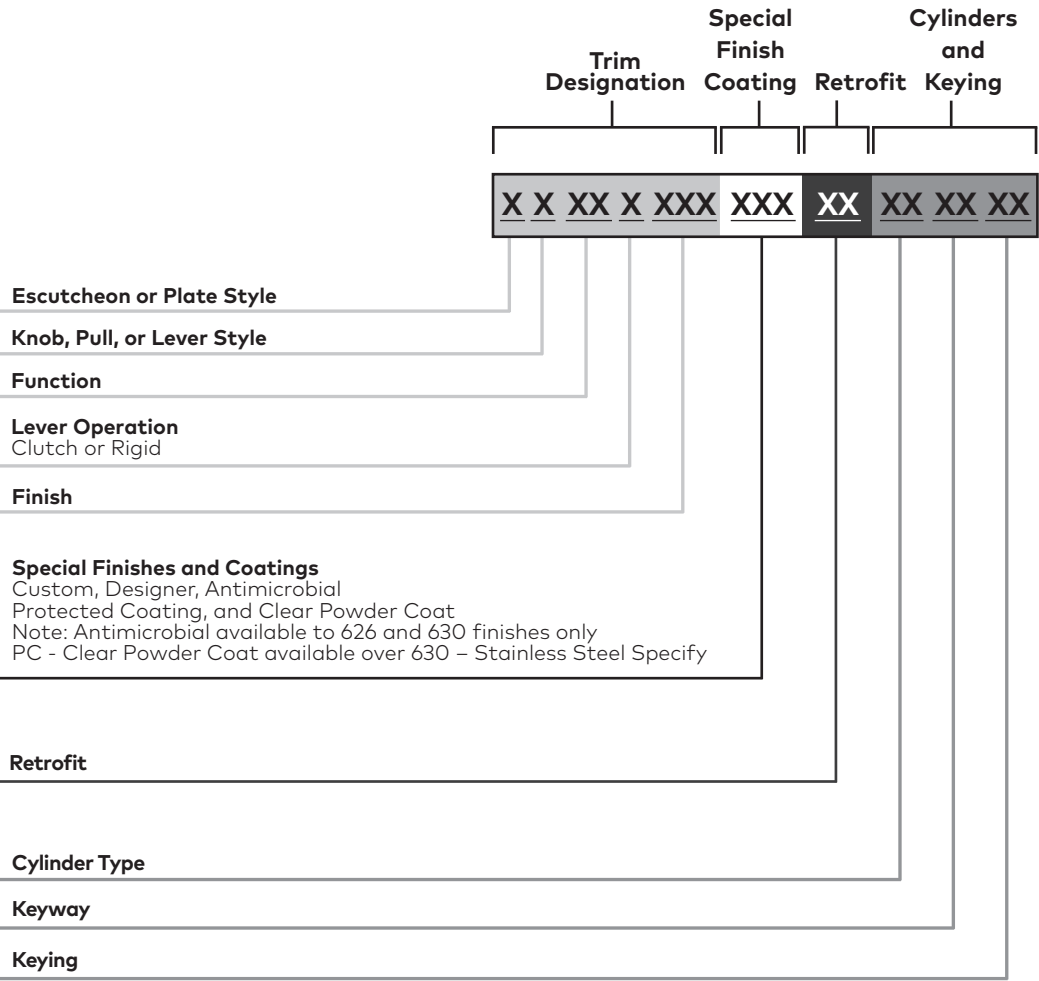 Special
Finish
Coating
Cylinders
and
Keying
Trim
Designation
Retrofit
X X XX X XXX XXX XX XX XX XX
Escutcheon or Plate Style
Knob, Pull, or Lever Style
Function
Lever Operation
Clutch or Rigid
Finish
Special Finishes and Coatings
Custom, Designer, Antimicrobial
Protected Coating, and Clear Powder Coat
Note: Antimicrobial available to 626 and 630 finishes only
PC - Clear Powder Coat available over 630 – Stainless Steel Specify
Retrofit
Cylinder Type
Keyway
Keying